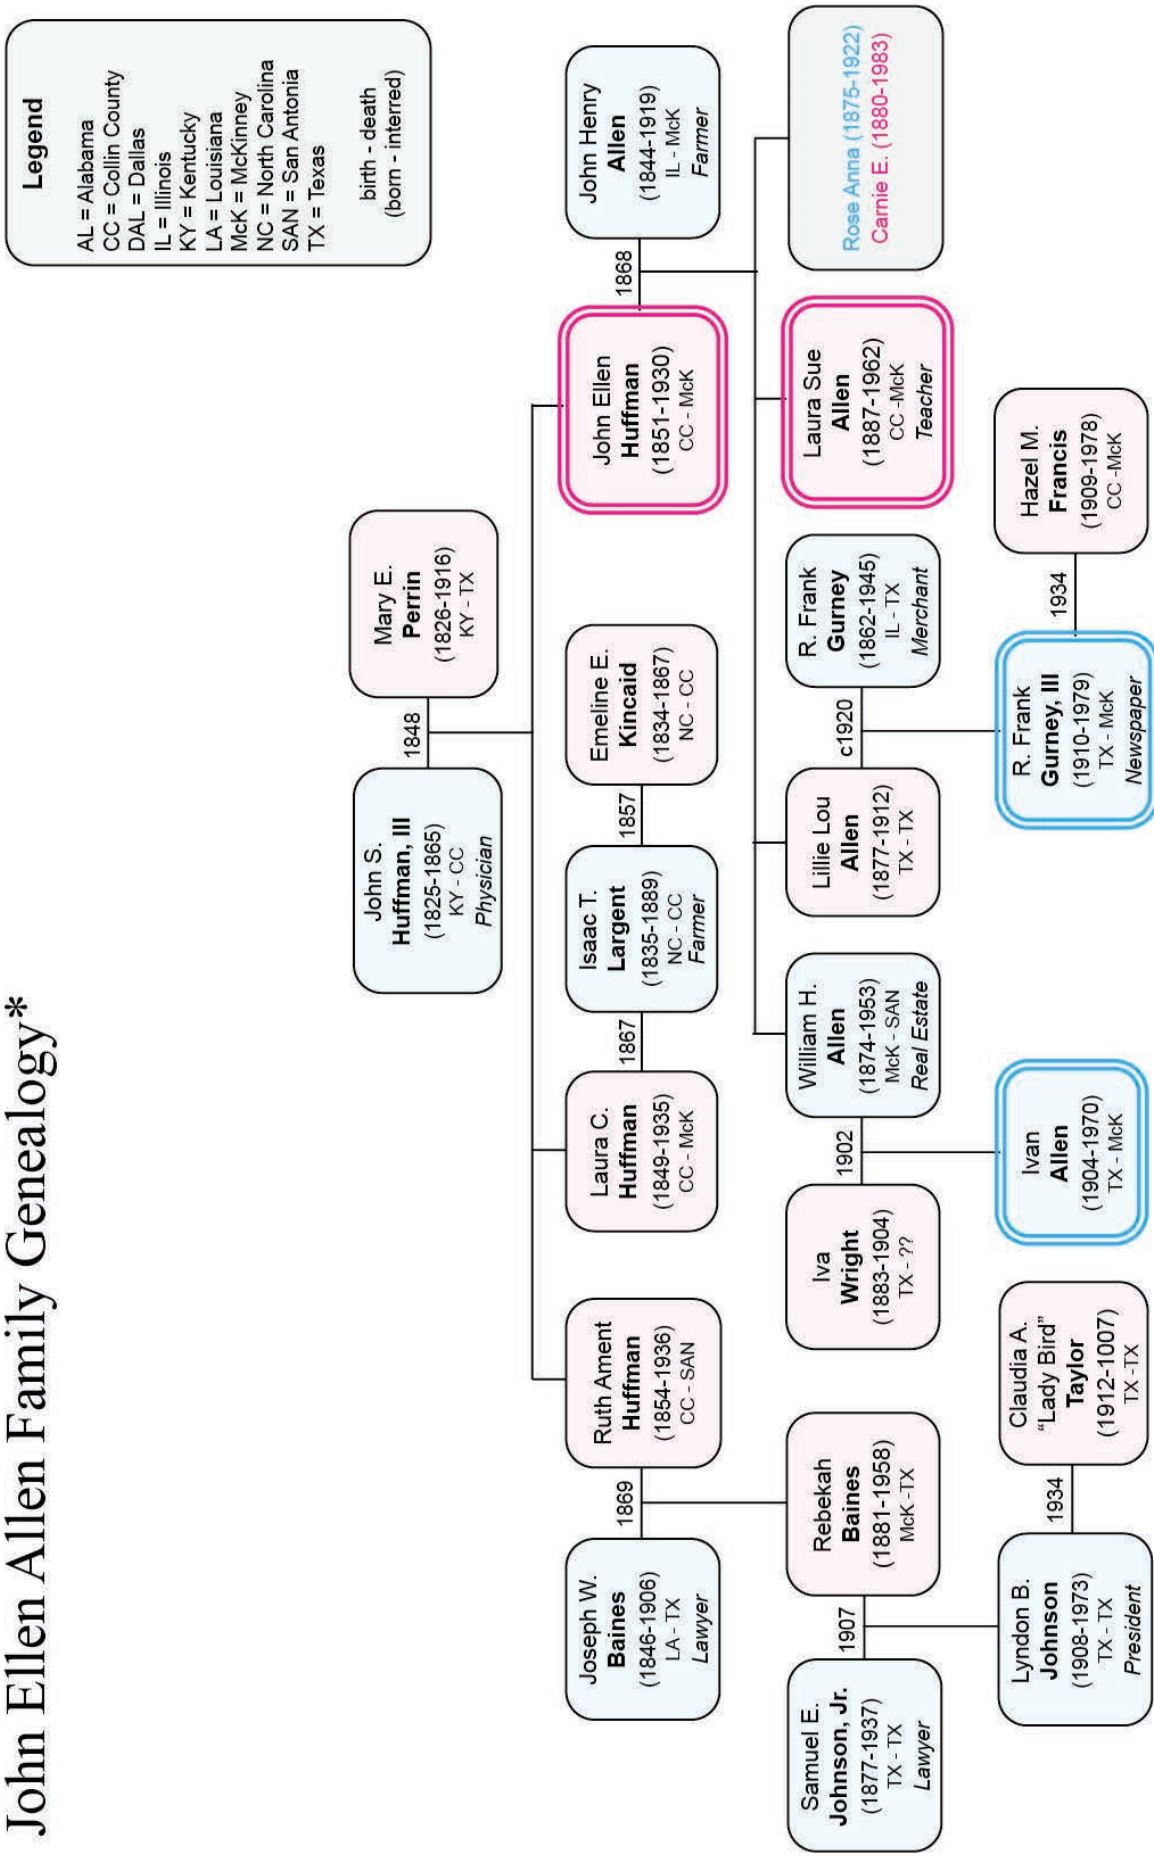 John Ellen Allen Family Genealogy*
Legend
AL = Alabama
CC = Collin County
DAL = Dallas
IL = Illinois
KY = Kentucky
LA = Louisiana
McK = McKinney
NC = North Carolina
SAN = San Antonia
TX = Texas
birth - death
(born - interred)
John S.
Huffman, III
(1825-1865)
KY - CC
Physician
1848
Mary E.
Perrin
(1826-1916)
KY - TX
Joseph W.
Baines
(1846-1906)
LA - TX
Lawyer
1869
Ruth Ament
Huffman
(1854-1936)
CC - SAN
Laura C.
Huffman
(1849-1935)
CC - McK
1867
Isaac T.
Largent
(1835-1889)
NC - CC
Farmer
1857
Emeline E.
Kincaid
(1834-1867)
NC - CC
John Ellen
Huffman
(1851-1930)
CC - McK
1868
John Henry
Allen
(1844-1919)
IL - McK
Farmer
Samuel E.
Johnson, Jr.
(1877-1937)
TX - TX
Lawyer
1907
Rebekah
Baines
(1881-1958)
McK -TX
Iva
Wright
(1883-1904)
TX - ??
1902
William H.
Allen
(1874-1953)
McK - SAN
Real Estate
Lillie Lou
Allen
(1877-1912)
TX - TX
c1920
R. Frank
Gurney
(1862-1945)
IL - TX
Merchant
Laura Sue
Allen
(1887-1962)
CC -McK
Teacher
Rose Anna (1875-1922)
Carnie E. (1880-1983)
Lyndon B.
Johnson
(1908-1973)
TX - TX
President
1934
Claudia A.
“Lady Bird”
Taylor
(1912-1007)
TX -TX
Ivan
Allen
(1904-1970)
TX - McK
R. Frank
Gurney, III
(1910-1979)
TX - McK
Newspaper
1934
Hazel M.
Francis
(1909-1978)
CC -McK